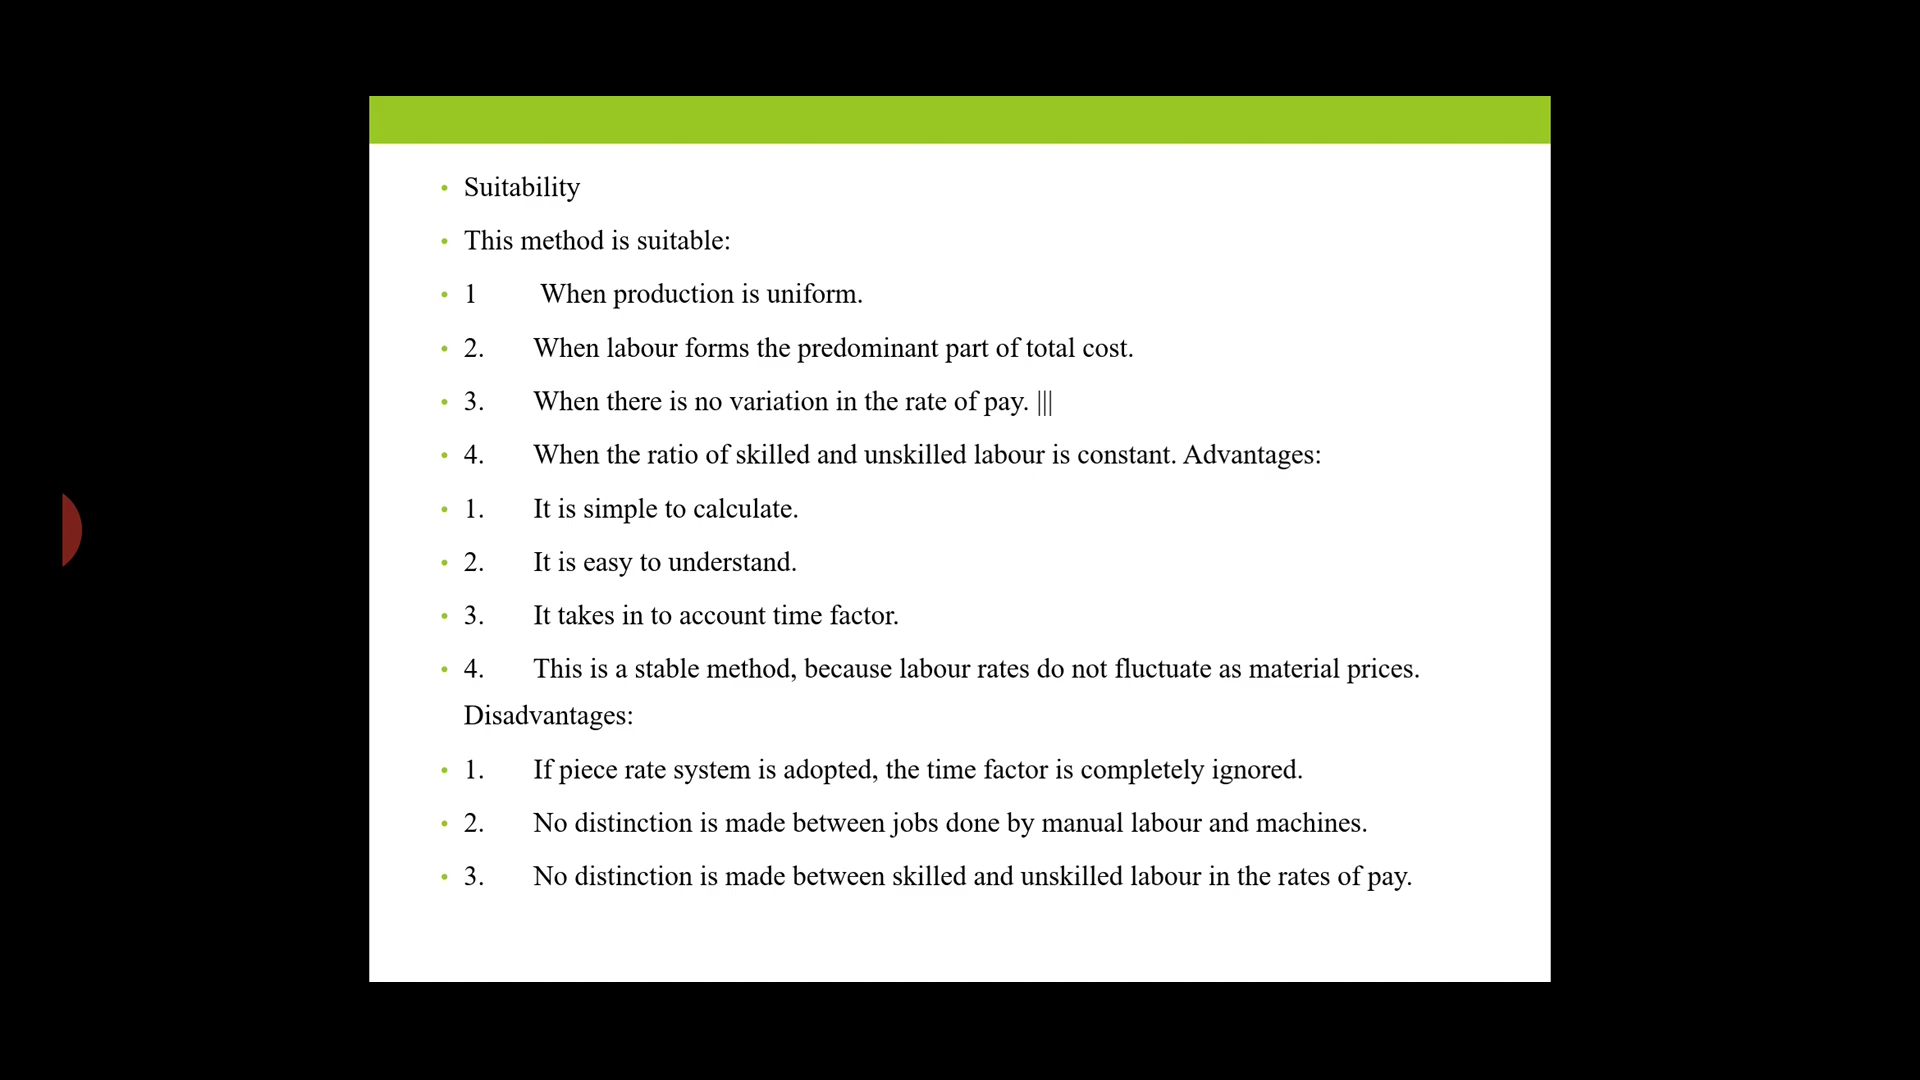 Suitability
This method is suitable:
1 When production is uniform.
2. When labour forms the predominant part of total cost.
3. When there is no variation in the rate of pay. |||
4. When the ratio of skilled and unskilled labour is constant. Advantages:
1. It is simple to calculate.
2. It is easy to understand.
3. It takes in to account time factor.
4. This is a stable method, because labour rates do not fluctuate as material prices.
Disadvantages:
1. If piece rate system is adopted, the time factor is completely ignored.
2. No distinction is made between jobs done by manual labour and machines.
3. No distinction is made between skilled and unskilled labour in the rates of pay.